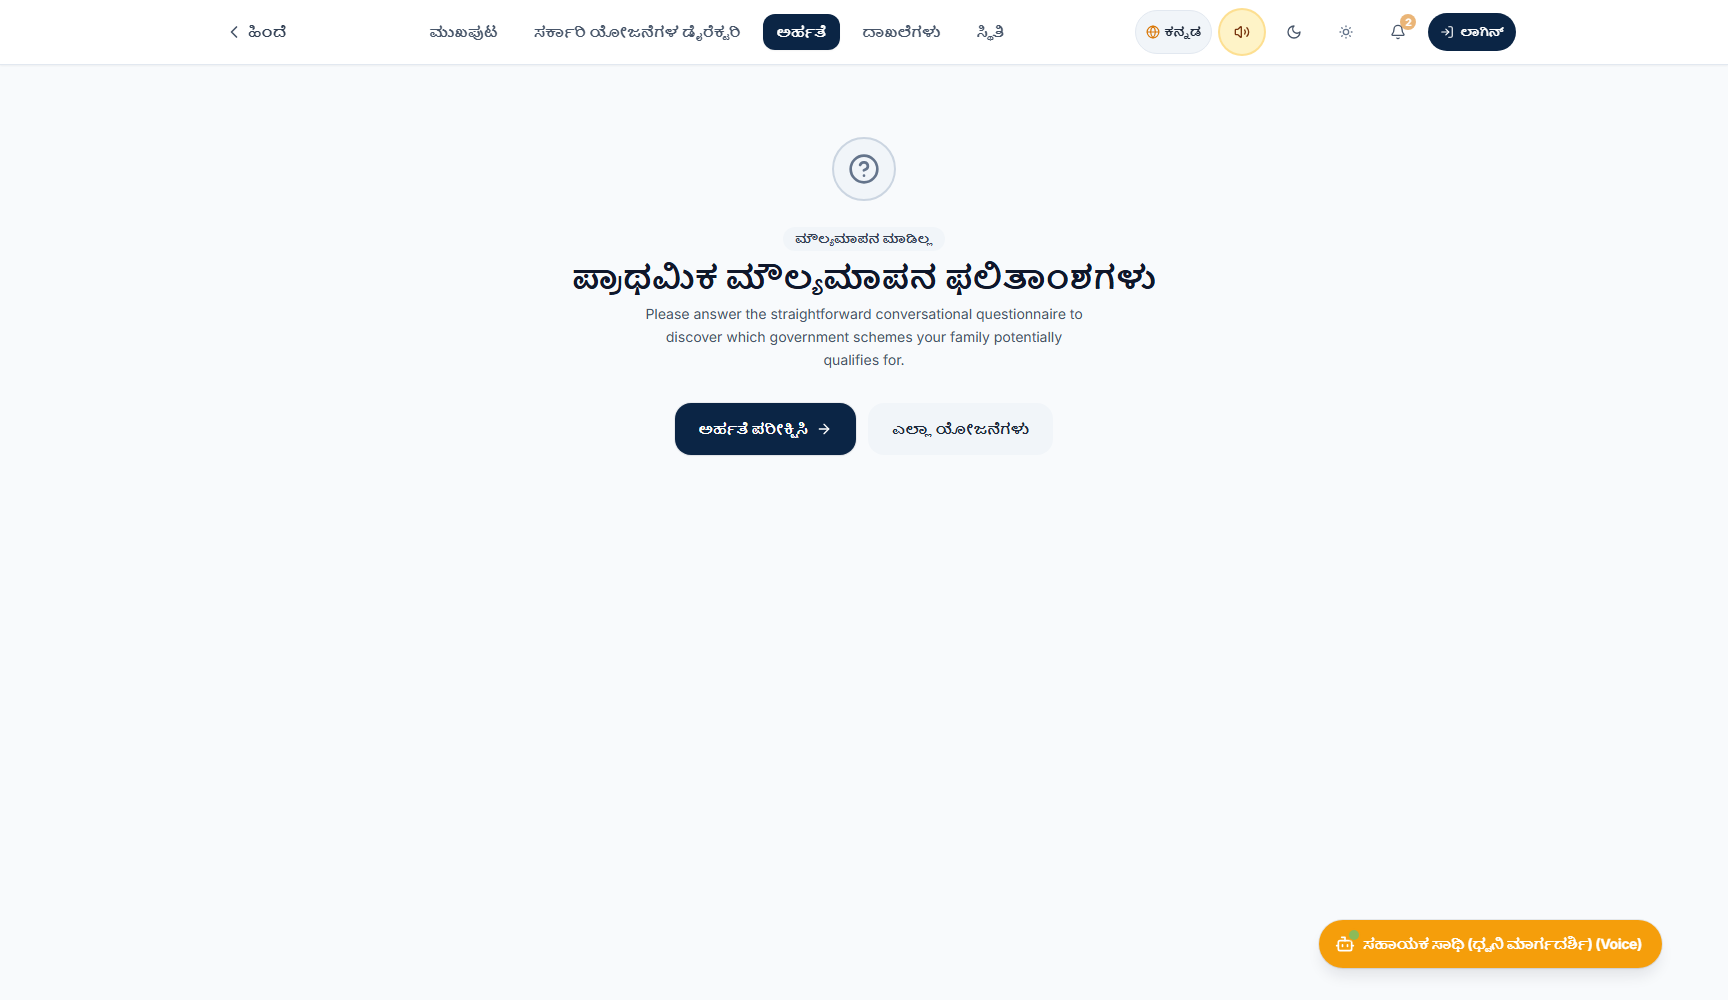 ಹಿಂದೆ
ಮುಖಪುಟ
ಸರ್ಕಾರಿ ಯೋಜನೆಗಳ ಡೈರೆಕ್ಟರಿ
ಅರ್ಹತೆ
ದಾಖಲೆಗಳು
ಸ್ಥಿತಿ
ಕನ್ನಡ
2
ಲಾಗಿನ್
ಮೌಲ್ಯಮಾಪನ ಮಾಡಿಲ್ಲ
ಪ್ರಾಥಮಿಕ ಮೌಲ್ಯಮಾಪನ ಫಲಿತಾಂಶಗಳು
Please answer the straightforward conversational questionnaire to
discover which government schemes your family potentially
qualifies for.
ಅರ್ಹತೆ ಪರೀಕ್ಷಿಸಿ
ಎಲ್ಲಾ ಯೋಜನೆಗಳು
ಸಹಾಯಕ ಸಾಥಿ (ಧ್ವನಿ ಮಾರ್ಗದರ್ಶಿ) (Voice)